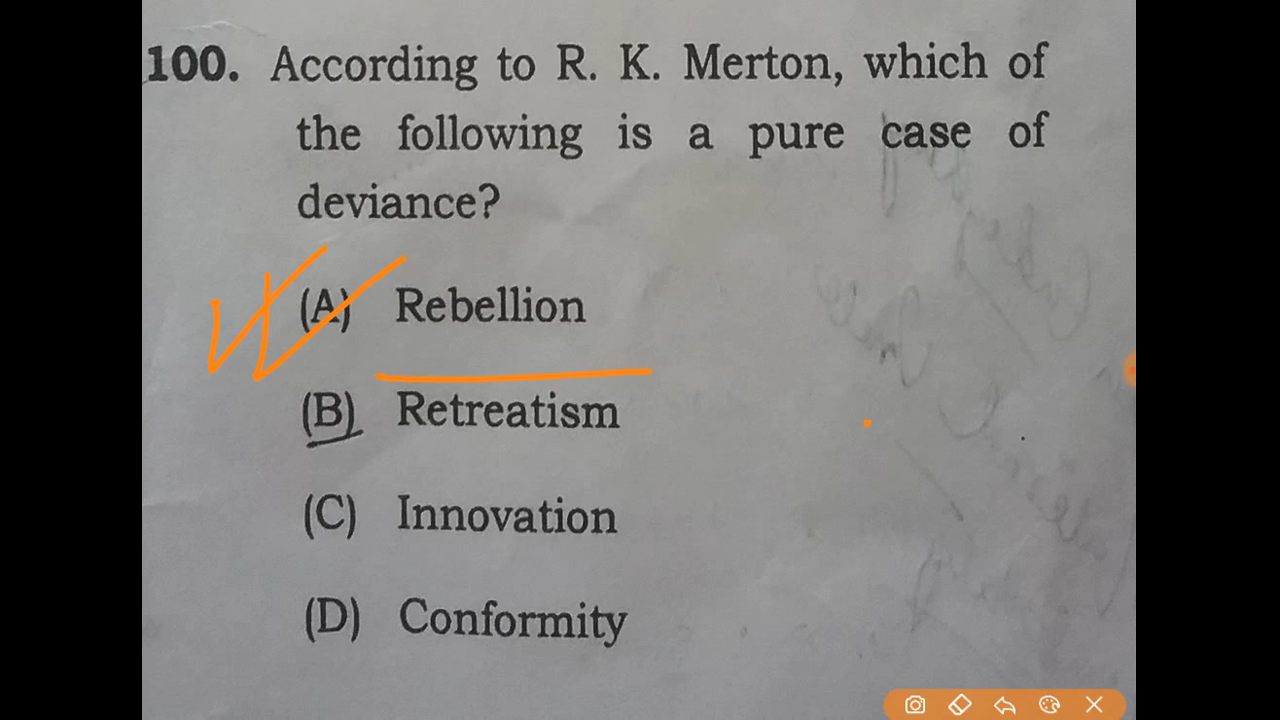 100. According to R. K. Merton, which of
the following is a pure case of
deviance?
(A) Rebellion
(B) Retreatism
(C) Innovation
(D) Conformity